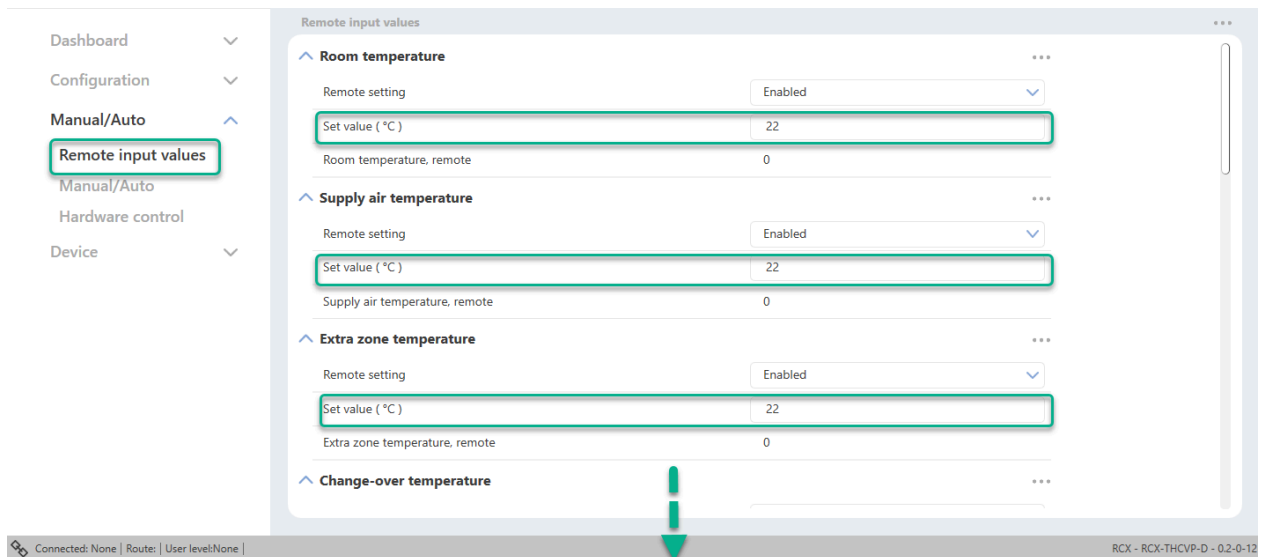 Remote input values
Dashboard
Configuration
Manual/Auto
Remote input values
Manual/Auto
Hardware control
Device
Room temperature
Remote setting Enabled
Set value ( °C ) 22
Room temperature, remote 0
Supply air temperature
Remote setting Enabled
Set value ( °C ) 22
Supply air temperature, remote 0
Extra zone temperature
Remote setting Enabled
Set value ( °C ) 22
Extra zone temperature, remote 0
Change-over temperature
Connected: None | Route: | User level:None |
RCX - RCX-THCVP-D - 0.2-0-12